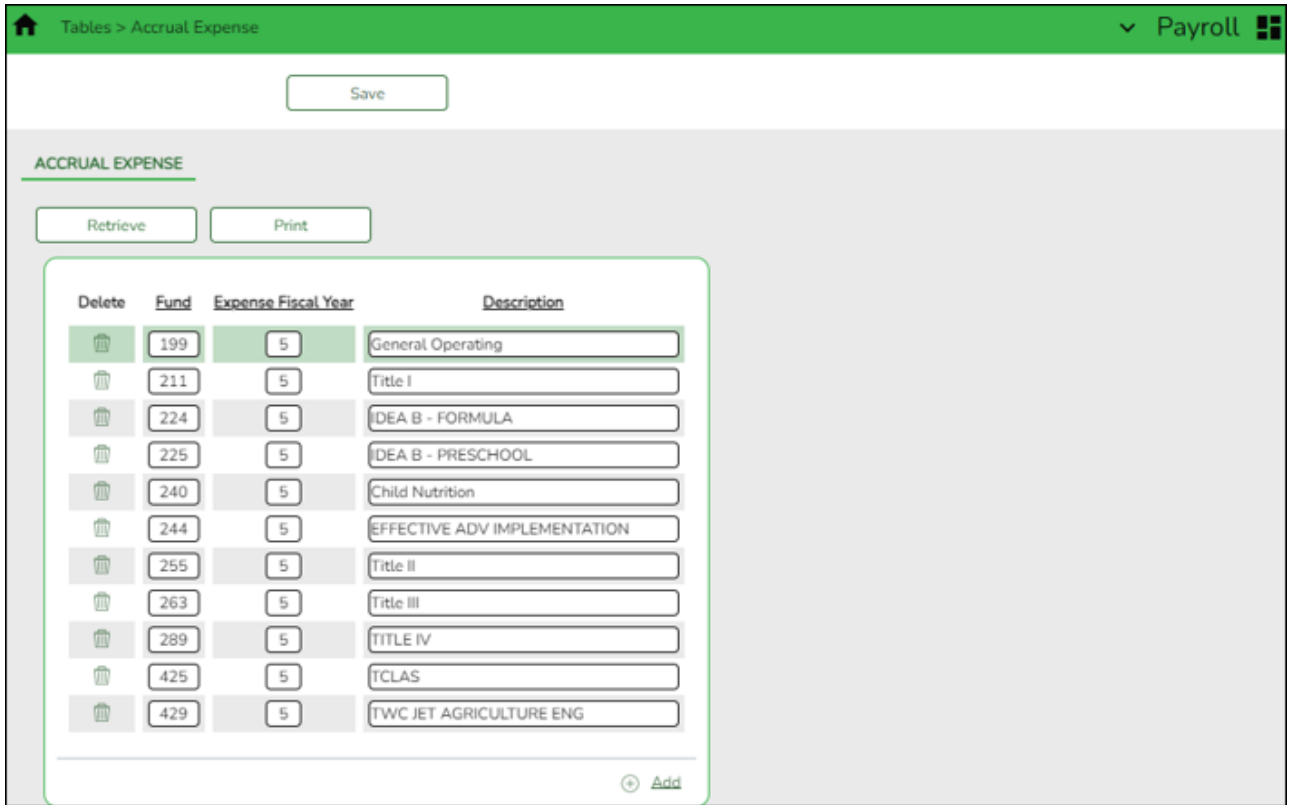 Tables > Accrual Expense Payroll
Save
ACCRUAL EXPENSE
Retrieve Print
Delete Fund Expense Fiscal Year Description
199 5 General Operating
211 5 Title I
224 5 IDEA B - FORMULA
225 5 IDEA B - PRESCHOOL
240 5 Child Nutrition
244 5 EFFECTIVE ADV IMPLEMENTATION
255 5 Title II
263 5 Title III
289 5 TITLE IV
425 5 TCLAS
429 5 TWC JET AGRICULTURE ENG
Add